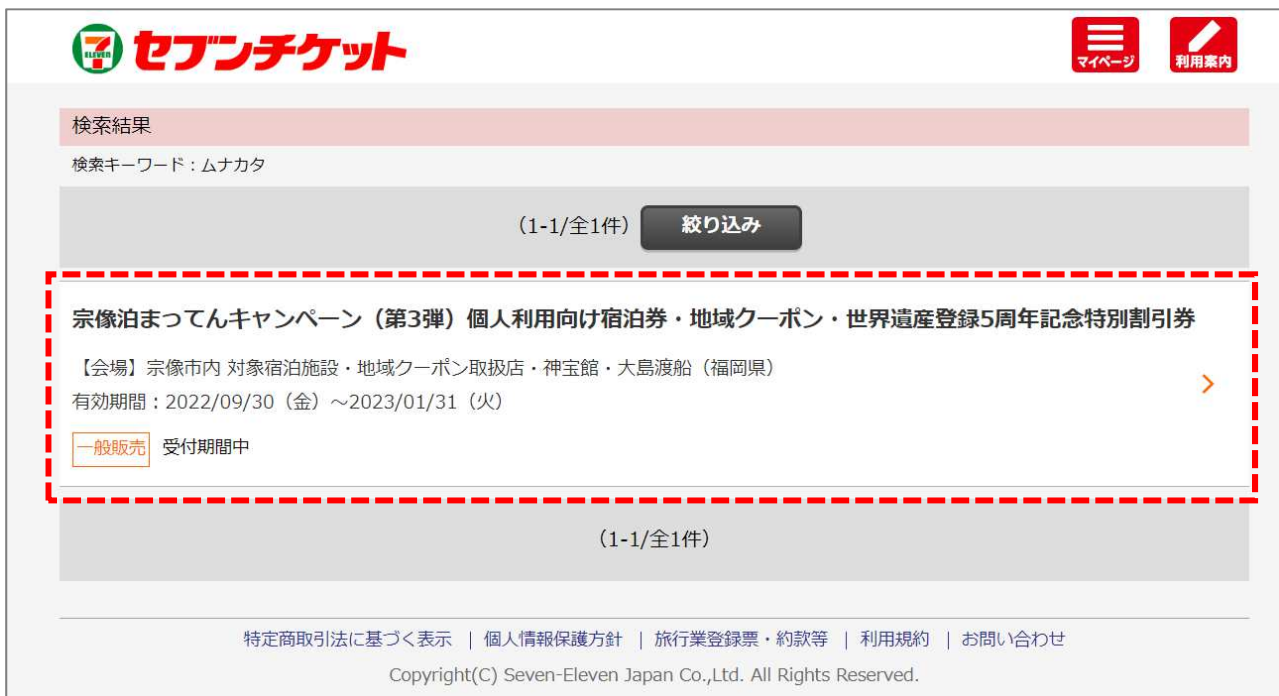 7 ELEVEN セブンチケット
マイページ
利用案内
検索結果
検索キーワード：ムナカタ
（1-1/全1件） 絞り込み
宗像泊まってんキャンペーン（第3弾）個人利用向け宿泊券・地域クーポン・世界遺産登録5周年記念特別割引券
【会場】宗像市内 対象宿泊施設・地域クーポン取扱店・神宝館・大島渡船（福岡県）
有効期間：2022/09/30（金）～2023/01/31（火）
一般販売 受付期間中
（1-1/全1件）
特定商取引法に基づく表示 | 個人情報保護方針 | 旅行業登録票・約款等 | 利用規約 | お問い合わせ
Copyright(C) Seven-Eleven Japan Co.,Ltd. All Rights Reserved.